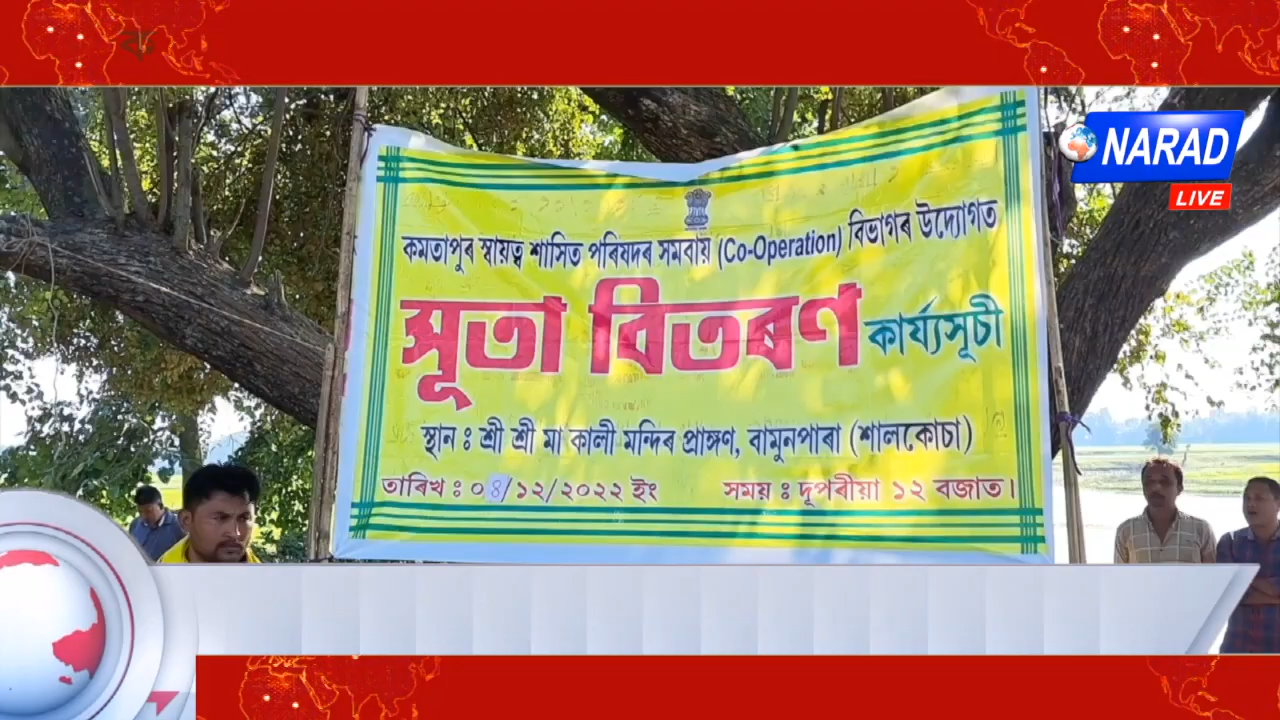 NARAD
LIVE
কমতাপুৰ স্বায়ত্ব শাসিত পৰিষদৰ সমবায় (Co-Operation) বিভাগৰ উদ্যোগত
সূতা বিতৰণ কাৰ্য্যসূচী
স্থান ঃ শ্ৰী শ্ৰী মা কালী মন্দিৰ প্ৰাঙ্গণ, বামুনপাৰা (শালকোচা)
তাৰিখ ঃ ০৪/১২/২০২২ ইং সময় ঃ দূপৰীয়া ১২ বজাত।